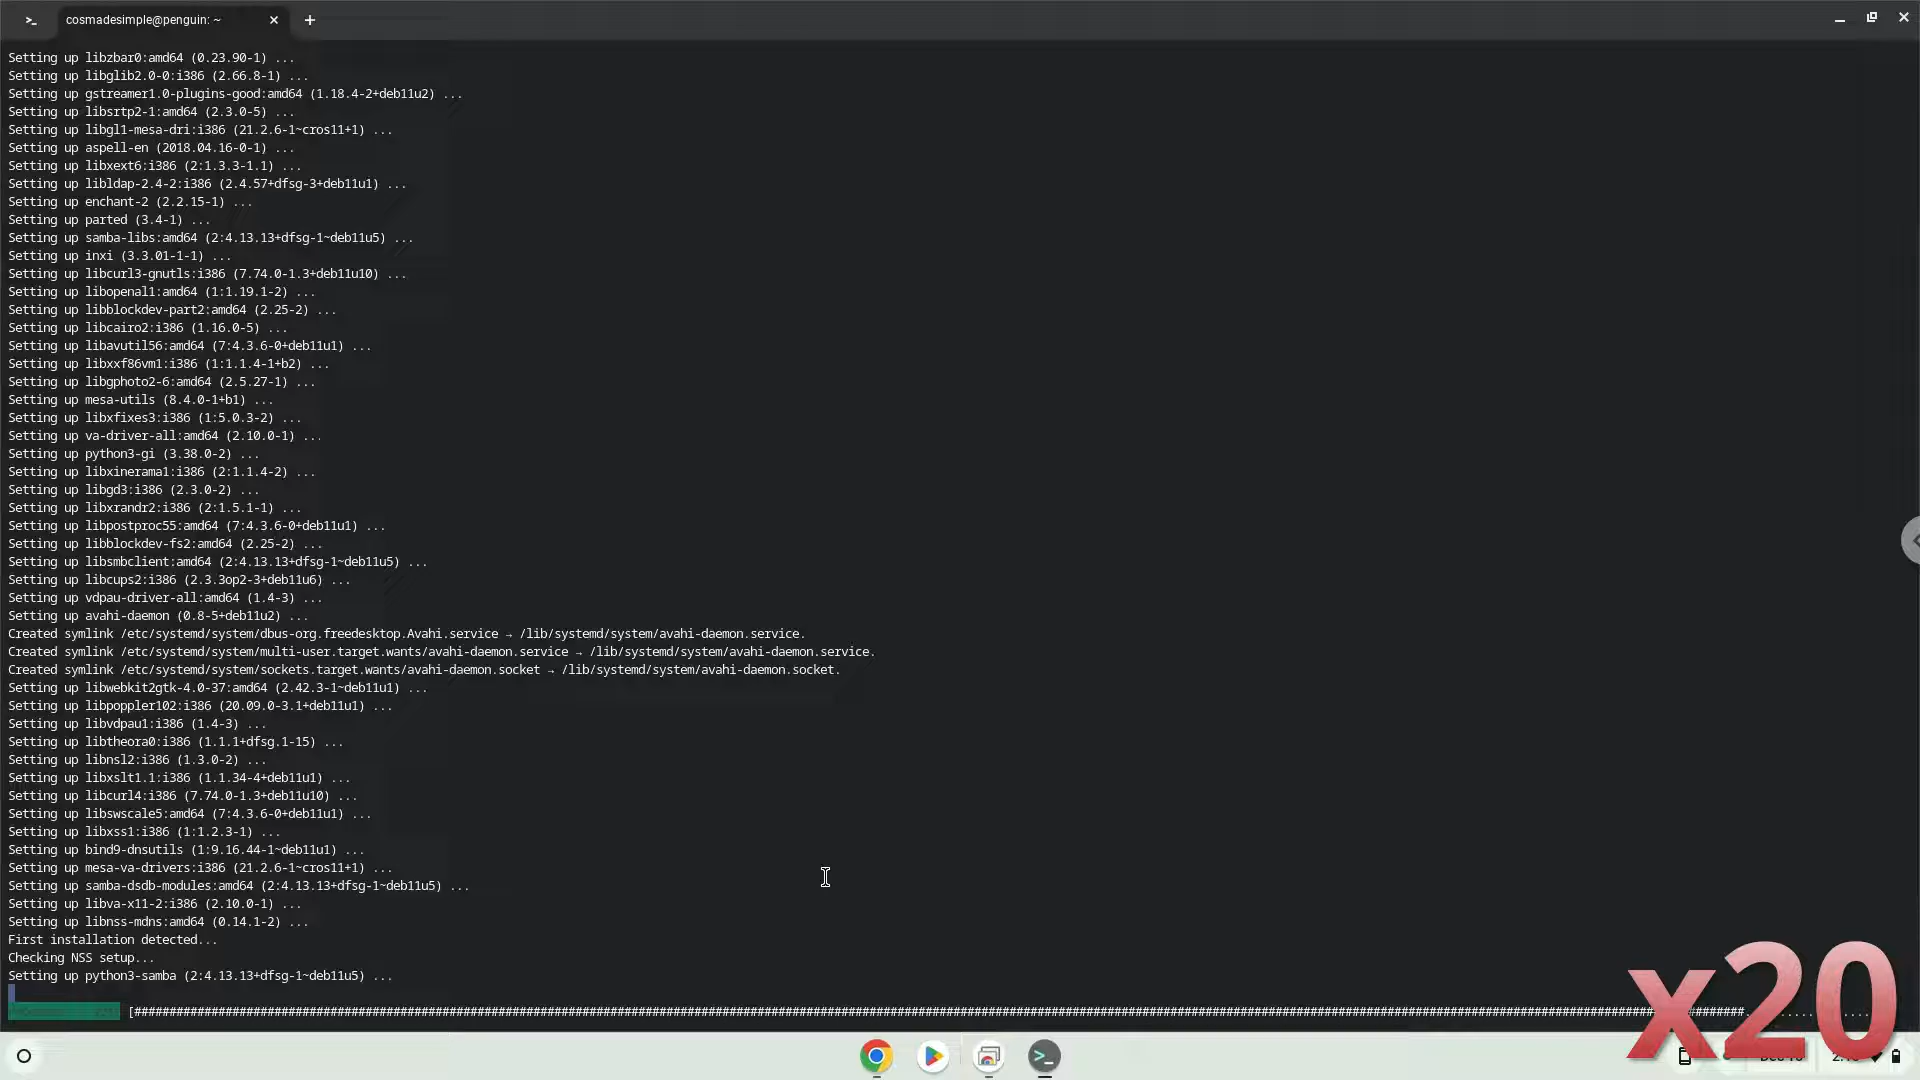 cosmadesimple@penguin: ~
Setting up libzbar0:amd64 (0.23.90-1) ...
Setting up libglib2.0-0:i386 (2.66.8-1) ...
Setting up gstreamer1.0-plugins-good:amd64 (1.18.4-2+deb11u2) ...
Setting up libsrtp2-1:amd64 (2.3.0-5) ...
Setting up libgl1-mesa-dri:i386 (21.2.6-1~cros11+1) ...
Setting up aspell-en (2018.04.16-0-1) ...
Setting up libxext6:i386 (2:1.3.3-1.1) ...
Setting up libldap-2.4-2:i386 (2.4.57+dfsg-3+deb11u1) ...
Setting up enchant-2 (2.2.15-1) ...
Setting up parted (3.4-1) ...
Setting up samba-libs:amd64 (2:4.13.13+dfsg-1~deb11u5) ...
Setting up inxi (3.3.01-1-1) ...
Setting up libcurl3-gnutls:i386 (7.74.0-1.3+deb11u10) ...
Setting up libopenal1:amd64 (1:1.19.1-2) ...
Setting up libblockdev-part2:amd64 (2.25-2) ...
Setting up libcairo2:i386 (1.16.0-5) ...
Setting up libavutil56:amd64 (7:4.3.6-0+deb11u1) ...
Setting up libxxf86vm1:i386 (1:1.1.4-1+b2) ...
Setting up libgphoto2-6:amd64 (2.5.27-1) ...
Setting up mesa-utils (8.4.0-1+b1) ...
Setting up libxfixes3:i386 (1:5.0.3-2) ...
Setting up va-driver-all:amd64 (2.10.0-1) ...
Setting up python3-gi (3.38.0-2) ...
Setting up libxinerama1:i386 (2:1.1.4-2) ...
Setting up libgd3:i386 (2.3.0-2) ...
Setting up libxrandr2:i386 (2:1.5.1-1) ...
Setting up libpostproc55:amd64 (7:4.3.6-0+deb11u1) ...
Setting up libblockdev-fs2:amd64 (2.25-2) ...
Setting up libsmbclient:amd64 (2:4.13.13+dfsg-1~deb11u5) ...
Setting up libcups2:i386 (2.3.3op2-3+deb11u6) ...
Setting up vdpau-driver-all:amd64 (1.4-3) ...
Setting up avahi-daemon (0.8-5+deb11u2) ...
Created symlink /etc/systemd/system/dbus-org.freedesktop.Avahi.service → /lib/systemd/system/avahi-daemon.service.
Created symlink /etc/systemd/system/multi-user.target.wants/avahi-daemon.service → /lib/systemd/system/avahi-daemon.service.
Created symlink /etc/systemd/system/sockets.target.wants/avahi-daemon.socket → /lib/systemd/system/avahi-daemon.socket.
Setting up libwebkit2gtk-4.0-37:amd64 (2.42.3-1~deb11u1) ...
Setting up libpoppler102:i386 (20.09.0-3.1+deb11u1) ...
Setting up libvdpau1:i386 (1.4-3) ...
Setting up libtheora0:i386 (1.1.1+dfsg.1-15) ...
Setting up libnsl2:i386 (1.3.0-2) ...
Setting up libxslt1.1:i386 (1.1.34-4+deb11u1) ...
Setting up libcurl4:i386 (7.74.0-1.3+deb11u10) ...
Setting up libswscale5:amd64 (7:4.3.6-0+deb11u1) ...
Setting up libxss1:i386 (1:1.2.3-1) ...
Setting up bind9-dnsutils (1:9.16.44-1~deb11u1) ...
Setting up mesa-va-drivers:i386 (21.2.6-1~cros11+1) ...
Setting up samba-dsdb-modules:amd64 (2:4.13.13+dfsg-1~deb11u5) ...
Setting up libva-x11-2:i386 (2.10.0-1) ...
Setting up libnss-mdns:amd64 (0.14.1-2) ...
First installation detected...
Checking NSS setup...
Setting up python3-samba (2:4.13.13+dfsg-1~deb11u5) ...
x20